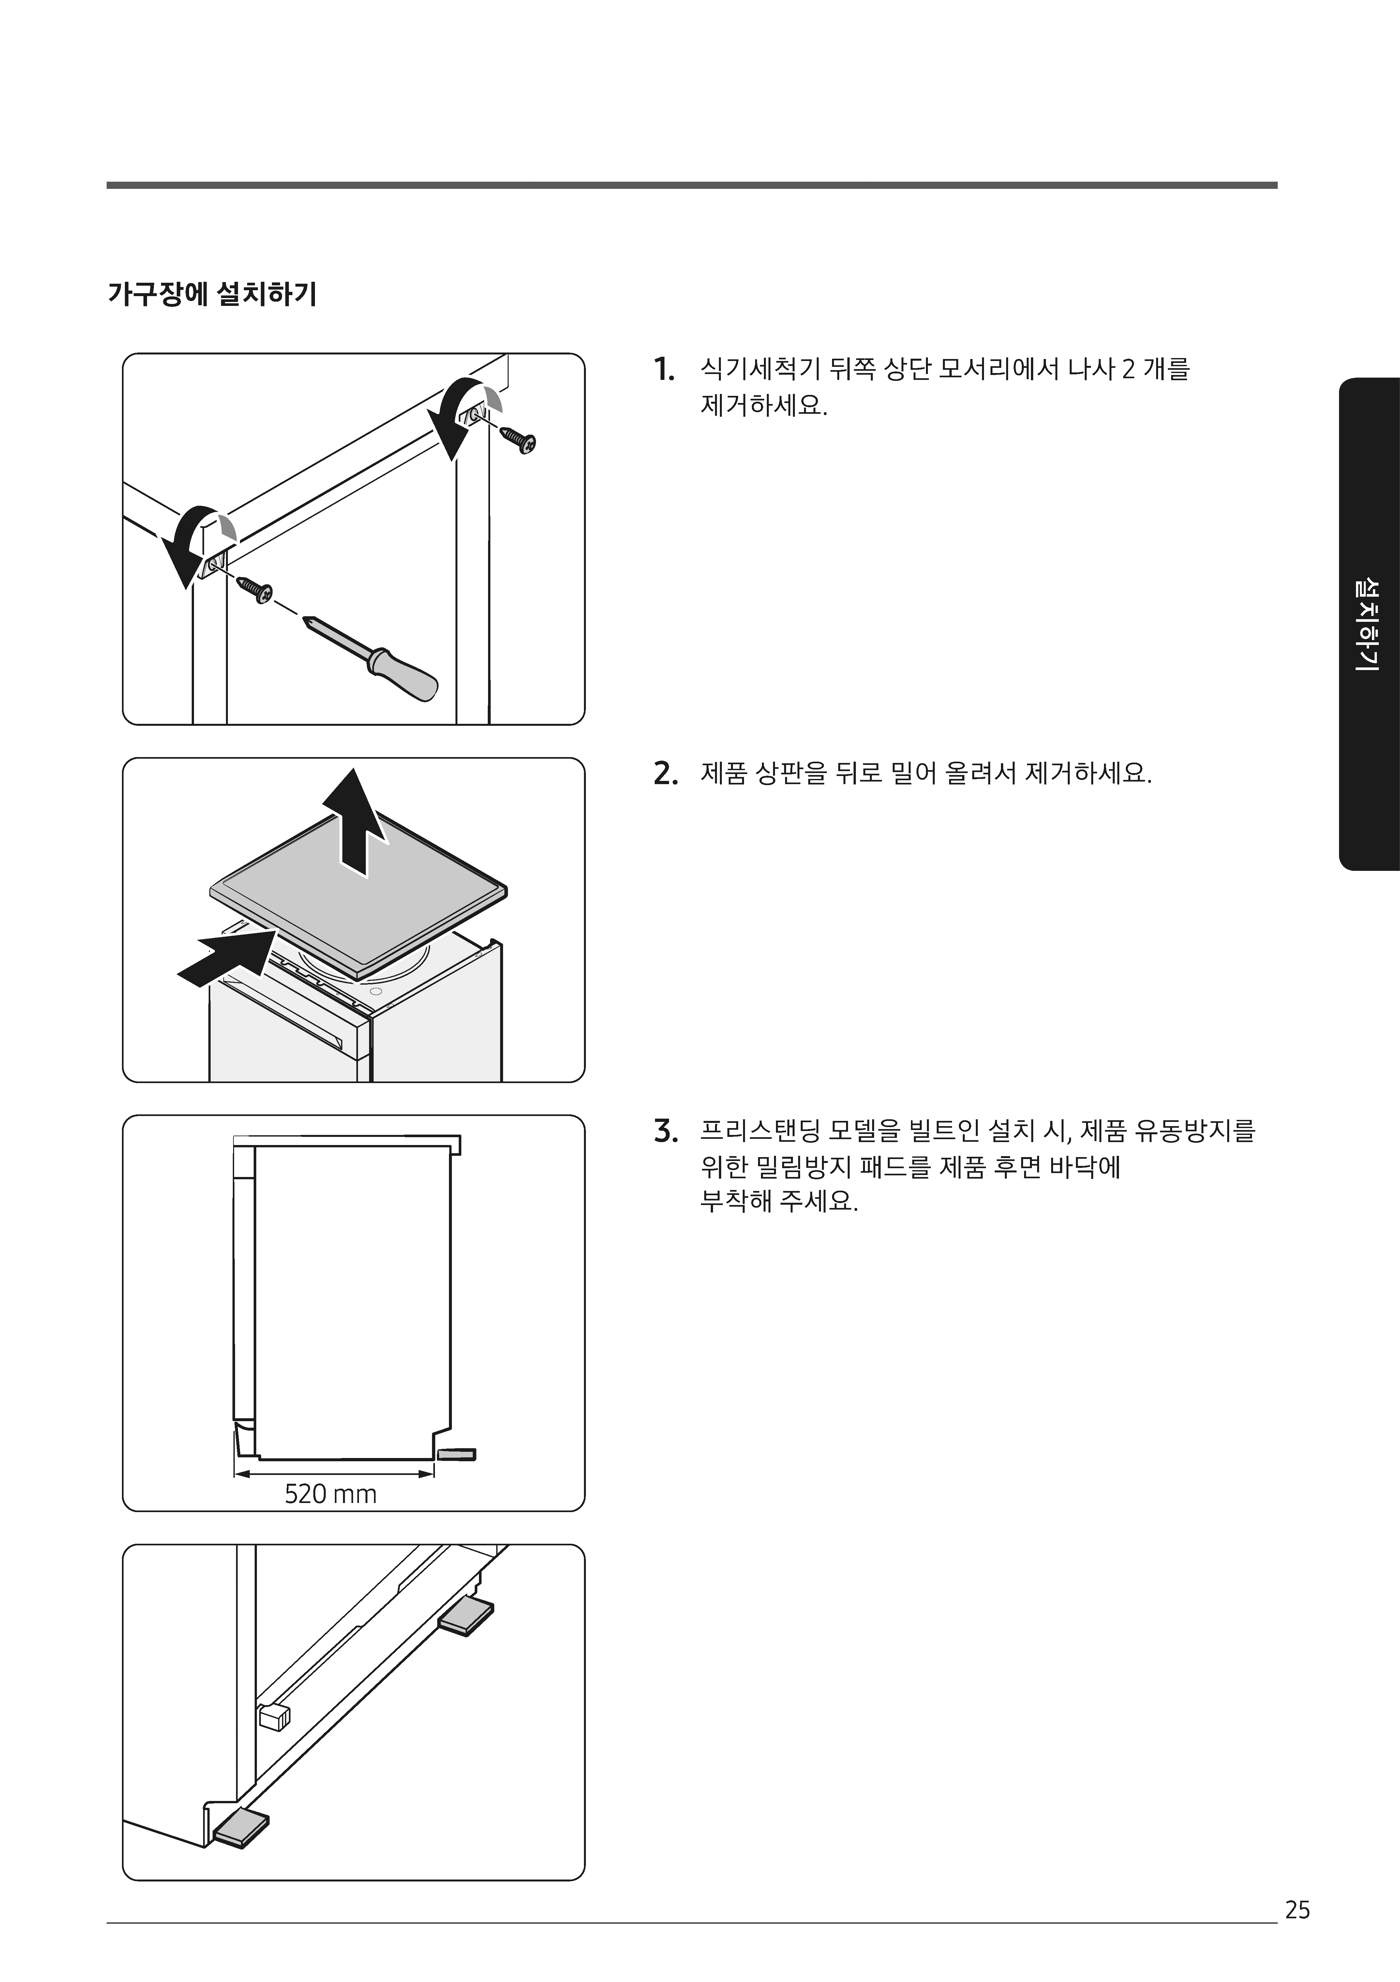 가구장에 설치하기
1. 식기세척기 뒤쪽 상단 모서리에서 나사 2 개를
제거하세요.
설치하기
2. 제품 상판을 뒤로 밀어 올려서 제거하세요.
3. 프리스탠딩 모델을 빌트인 설치 시, 제품 유동방지를
위한 밀림방지 패드를 제품 후면 바닥에
부착해 주세요.
520 mm
25